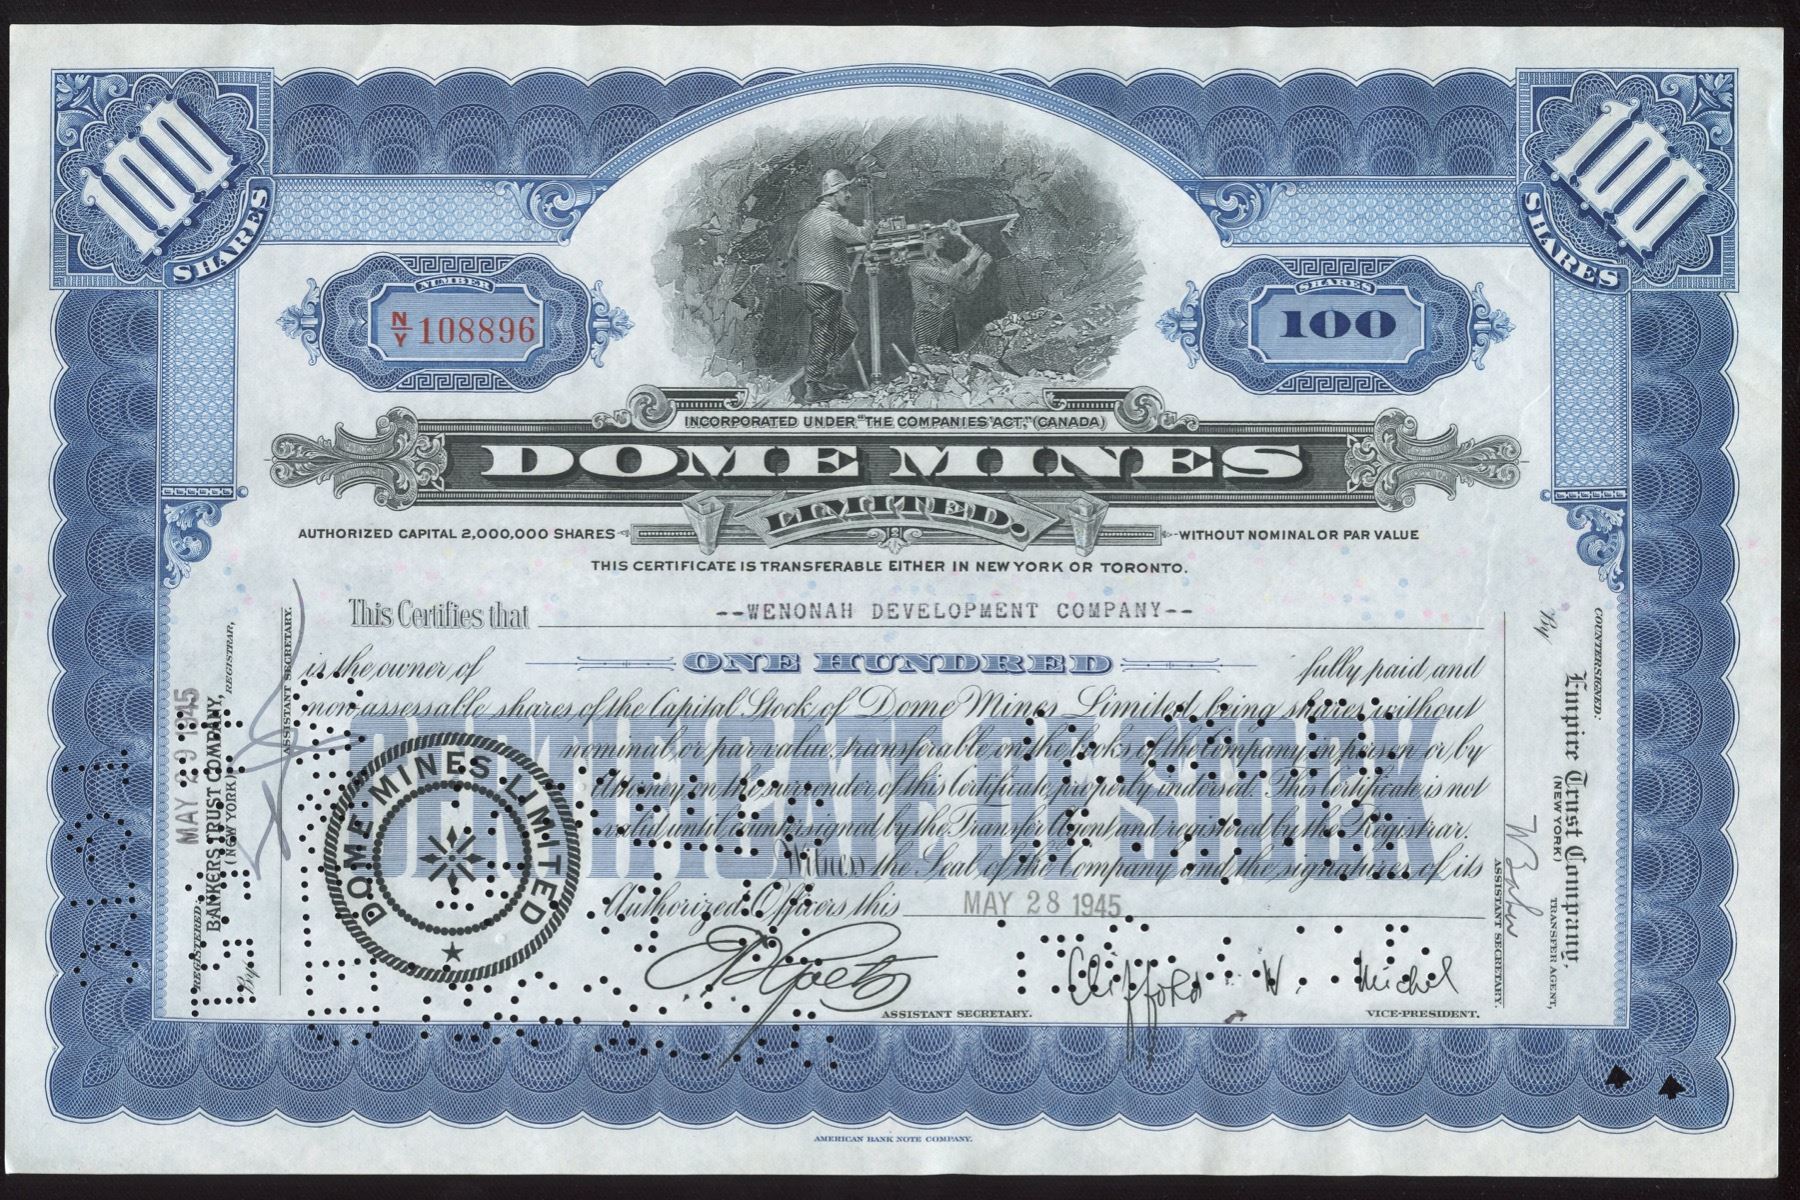 100
SHARES
100
SHARES
NUMBER
N/Y 108896
SHARES
100
INCORPORATED UNDER "THE COMPANIES ACT," (CANADA)
DOME MINES
LIMITED.
AUTHORIZED CAPITAL 2,000,000 SHARES
WITHOUT NOMINAL OR PAR VALUE
THIS CERTIFICATE IS TRANSFERABLE EITHER IN NEW YORK OR TORONTO.
This Certifies that --WENONAH DEVELOPMENT COMPANY--
is the owner of ONE HUNDRED fully paid and
non-assessable shares of the Capital Stock of Dome Mines Limited, being shares without
nominal or par value, transferable on the books of the Company in person or by
Attorney on the surrender of this Certificate properly indorsed. This Certificate is not
valid until countersigned by the Transfer Agent and registered by the Registrar.
Witness the Seal of the Company and the signatures of its
Authorized Officers this MAY 28 1945
CERTIFICATE OF STOCK
DOME MINES LIMITED
ASSISTANT SECRETARY.
Clifford W. Michel
VICE-PRESIDENT.
REGISTERED:
MAY 29 1945
BANKERS TRUST COMPANY,
(NEW YORK)
REGISTRAR,
By
ASSISTANT SECRETARY.
COUNTERSIGNED:
Empire Trust Company,
(NEW YORK)
TRANSFER AGENT,
By
ASSISTANT SECRETARY.
AMERICAN BANK NOTE COMPANY.